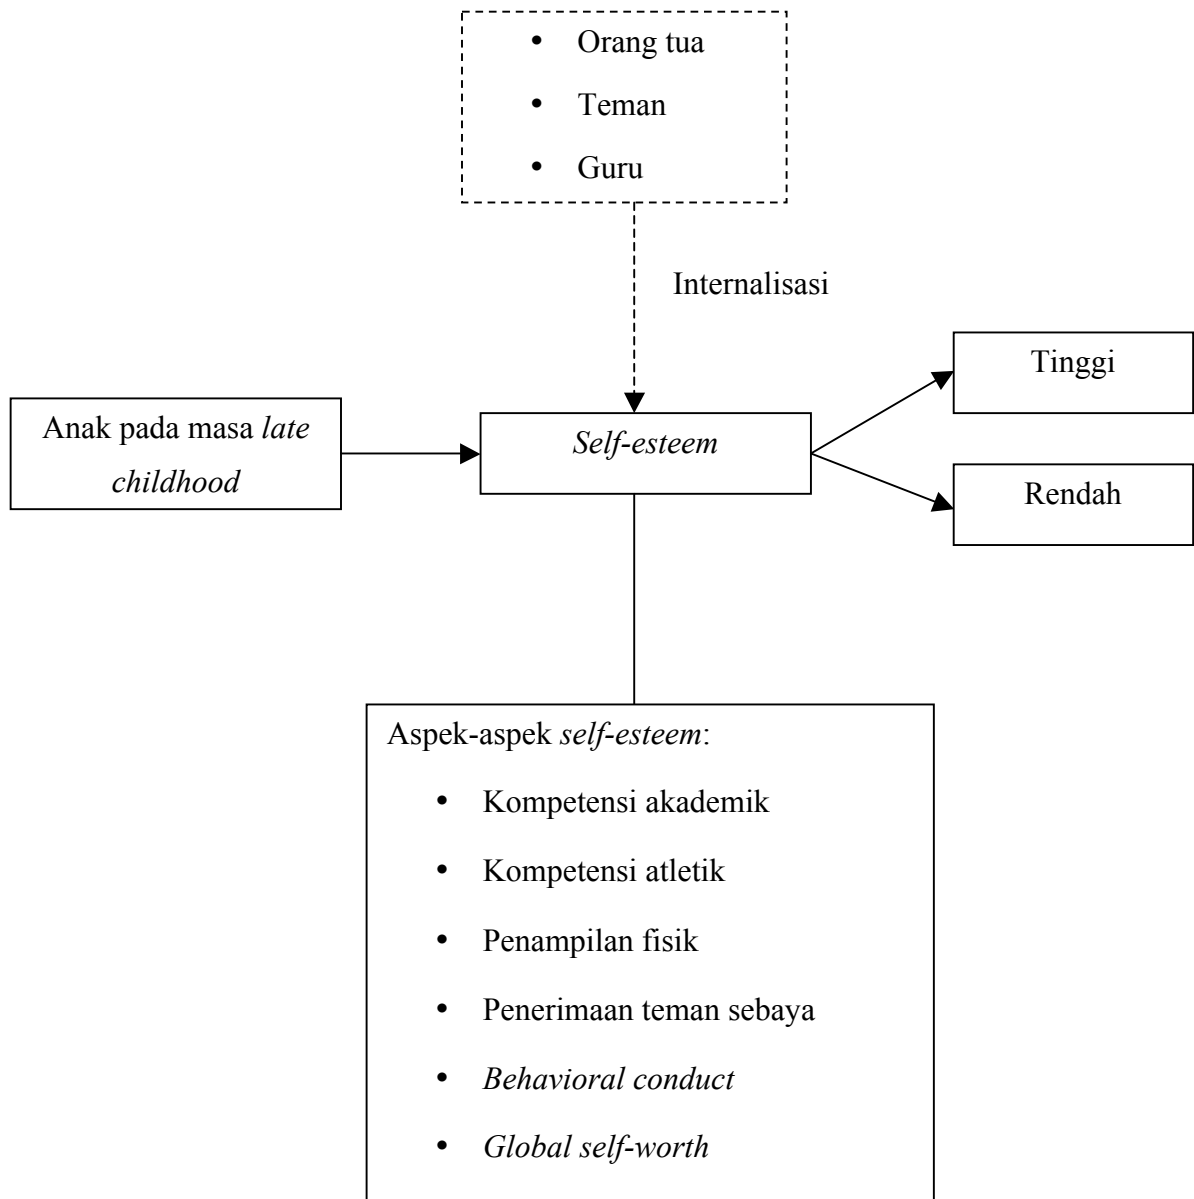 • Orang tua
• Teman
• Guru
Internalisasi
Tinggi
Anak pada masa late
childhood
Self-esteem
Rendah
Aspek-aspek self-esteem:
• Kompetensi akademik
• Kompetensi atletik
• Penampilan fisik
• Penerimaan teman sebaya
• Behavioral conduct
• Global self-worth